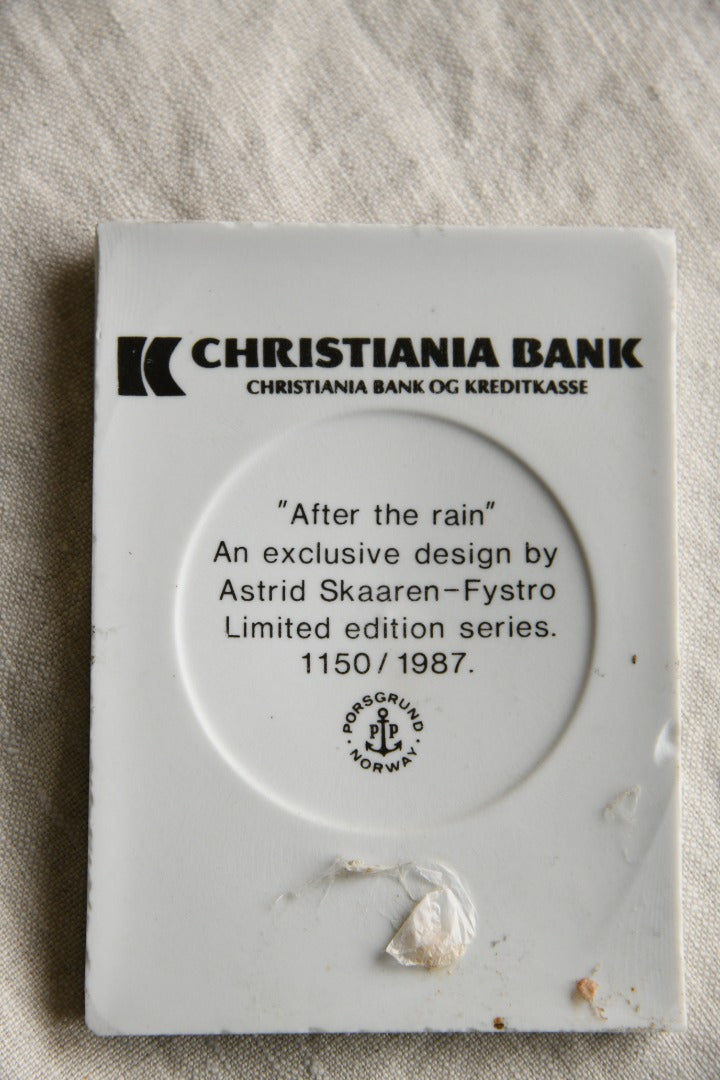 CHRISTIANIA BANK
CHRISTIANIA BANK OG KREDITKASSE
"After the rain"
An exclusive design by
Astrid Skaaren-Fystro
Limited edition series.
1150/1987.
PORSGRUND
PP
NORWAY